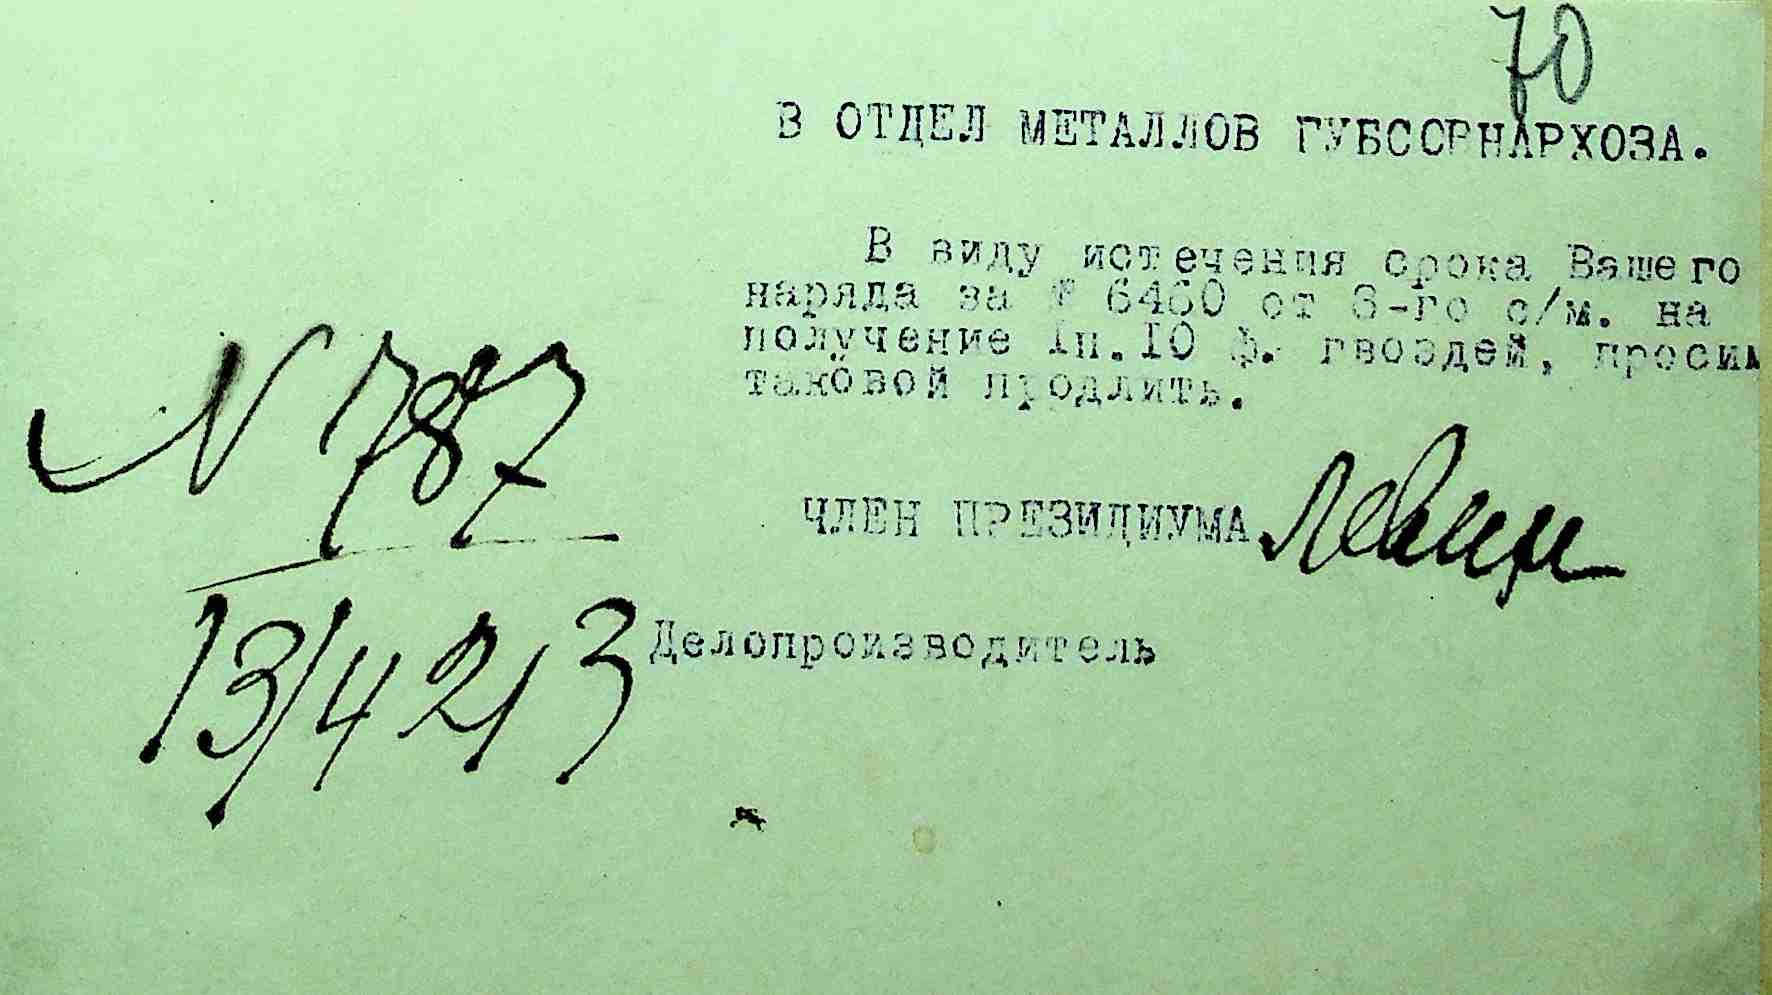 70
В ОТДЕЛ МЕТАЛЛОВ ГУБСОВНАРХОЗА.
В виду истечения срока Вашего
наряда за № 6460 от 8-го с/м. на
получение 1п.10 ф. гвоздей, просим
таковой продлить.
N 787
ЧЛЕН ПРЕЗИДИУМА Левин
13/4 21
Делопроизводитель